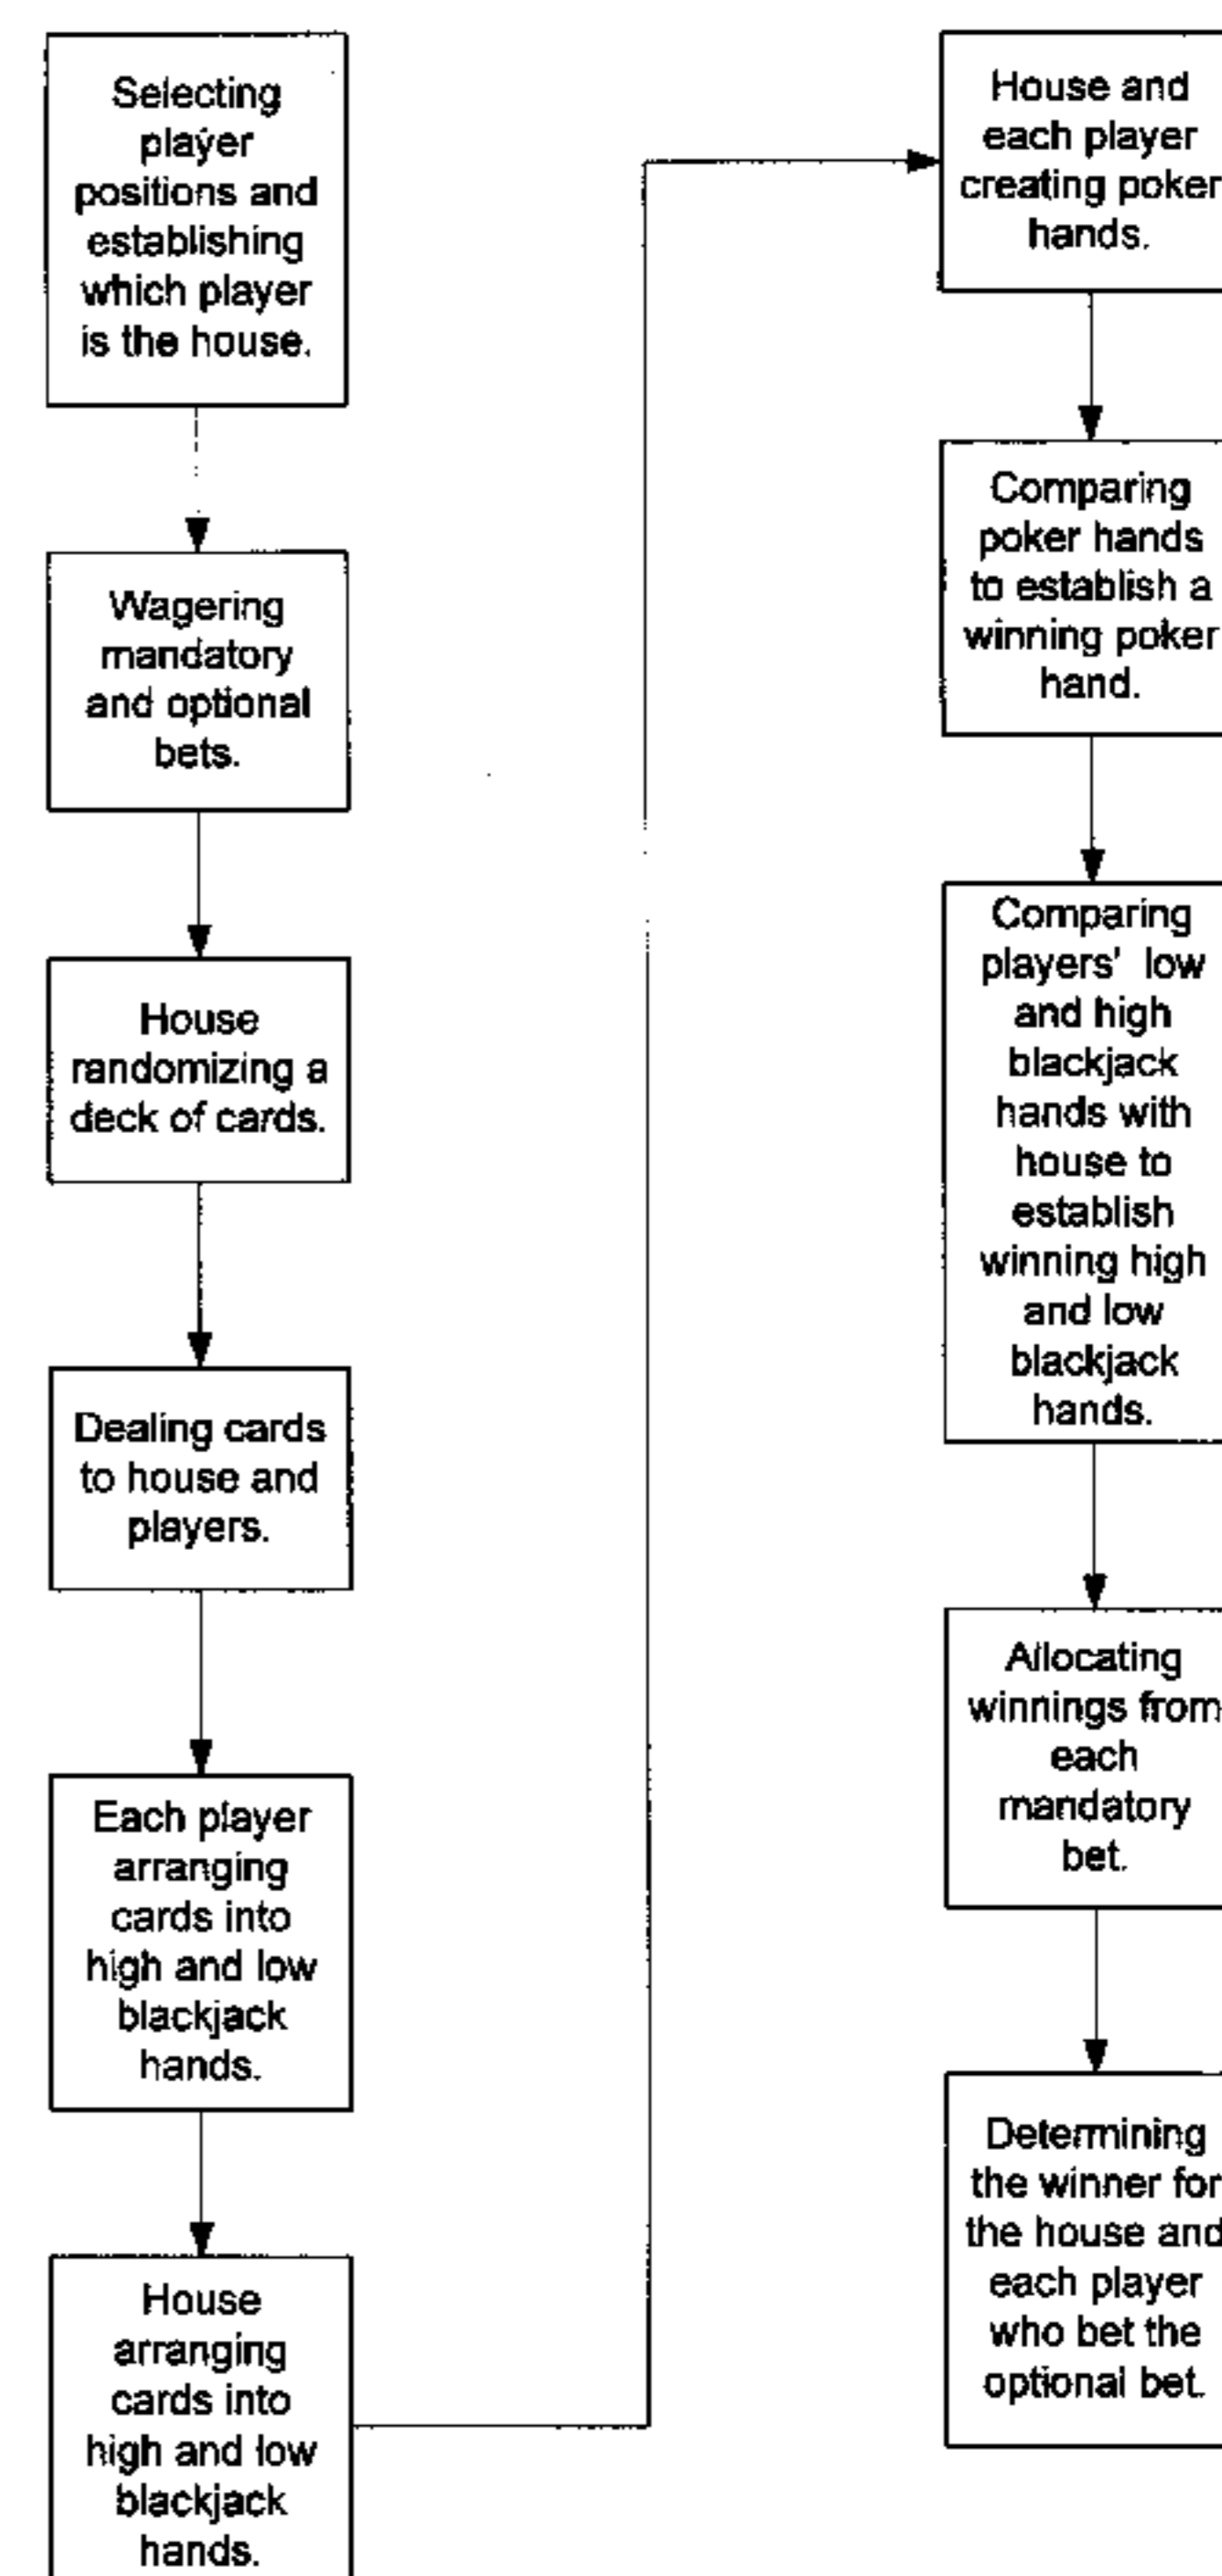 Selecting
player
positions and
establishing
which player
is the house.
Wagering
mandatory
and optional
bets.
House
randomizing a
deck of cards.
Dealing cards
to house and
players.
Each player
arranging
cards into
high and low
blackjack
hands.
House
arranging
cards into
high and low
blackjack
hands.
House and
each player
creating poker
hands.
Comparing
poker hands
to establish a
winning poker
hand.
Comparing
players' low
and high
blackjack
hands with
house to
establish
winning high
and low
blackjack
hands.
Allocating
winnings from
each
mandatory
bet.
Determining
the winner for
the house and
each player
who bet the
optional bet.